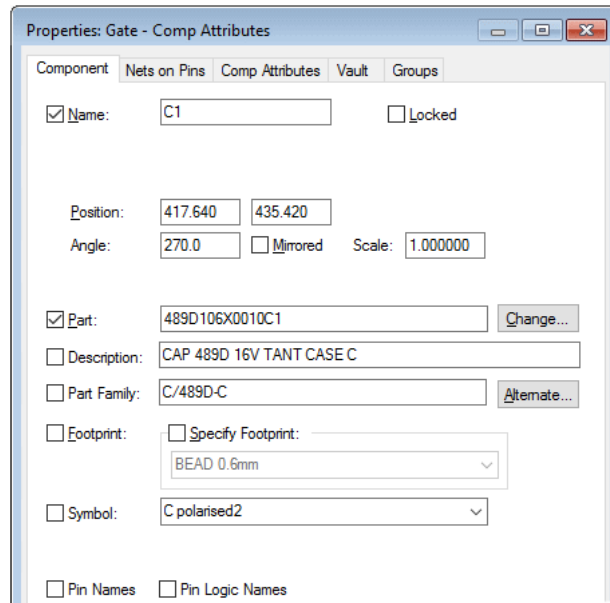 Properties: Gate - Comp Attributes
Component Nets on Pins Comp Attributes Vault Groups
Name: C1 Locked
Position: 417.640 435.420
Angle: 270.0 Mirrored Scale: 1.000000
Part: 489D106X0010C1 Change...
Description: CAP 489D 16V TANT CASE C
Part Family: C/489D-C Alternate...
Footprint: Specify Footprint:
BEAD 0.6mm
Symbol: C polarised2
Pin Names Pin Logic Names